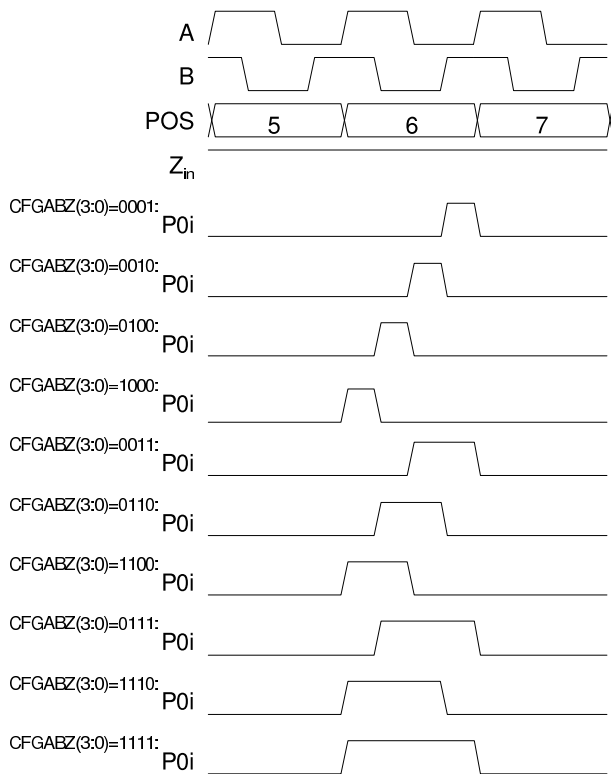 A
B
POS 5 6 7
Zin
CFGABZ(3:0)=0001: P0i
CFGABZ(3:0)=0010: P0i
CFGABZ(3:0)=0100: P0i
CFGABZ(3:0)=1000: P0i
CFGABZ(3:0)=0011: P0i
CFGABZ(3:0)=0110: P0i
CFGABZ(3:0)=1100: P0i
CFGABZ(3:0)=0111: P0i
CFGABZ(3:0)=1110: P0i
CFGABZ(3:0)=1111: P0i